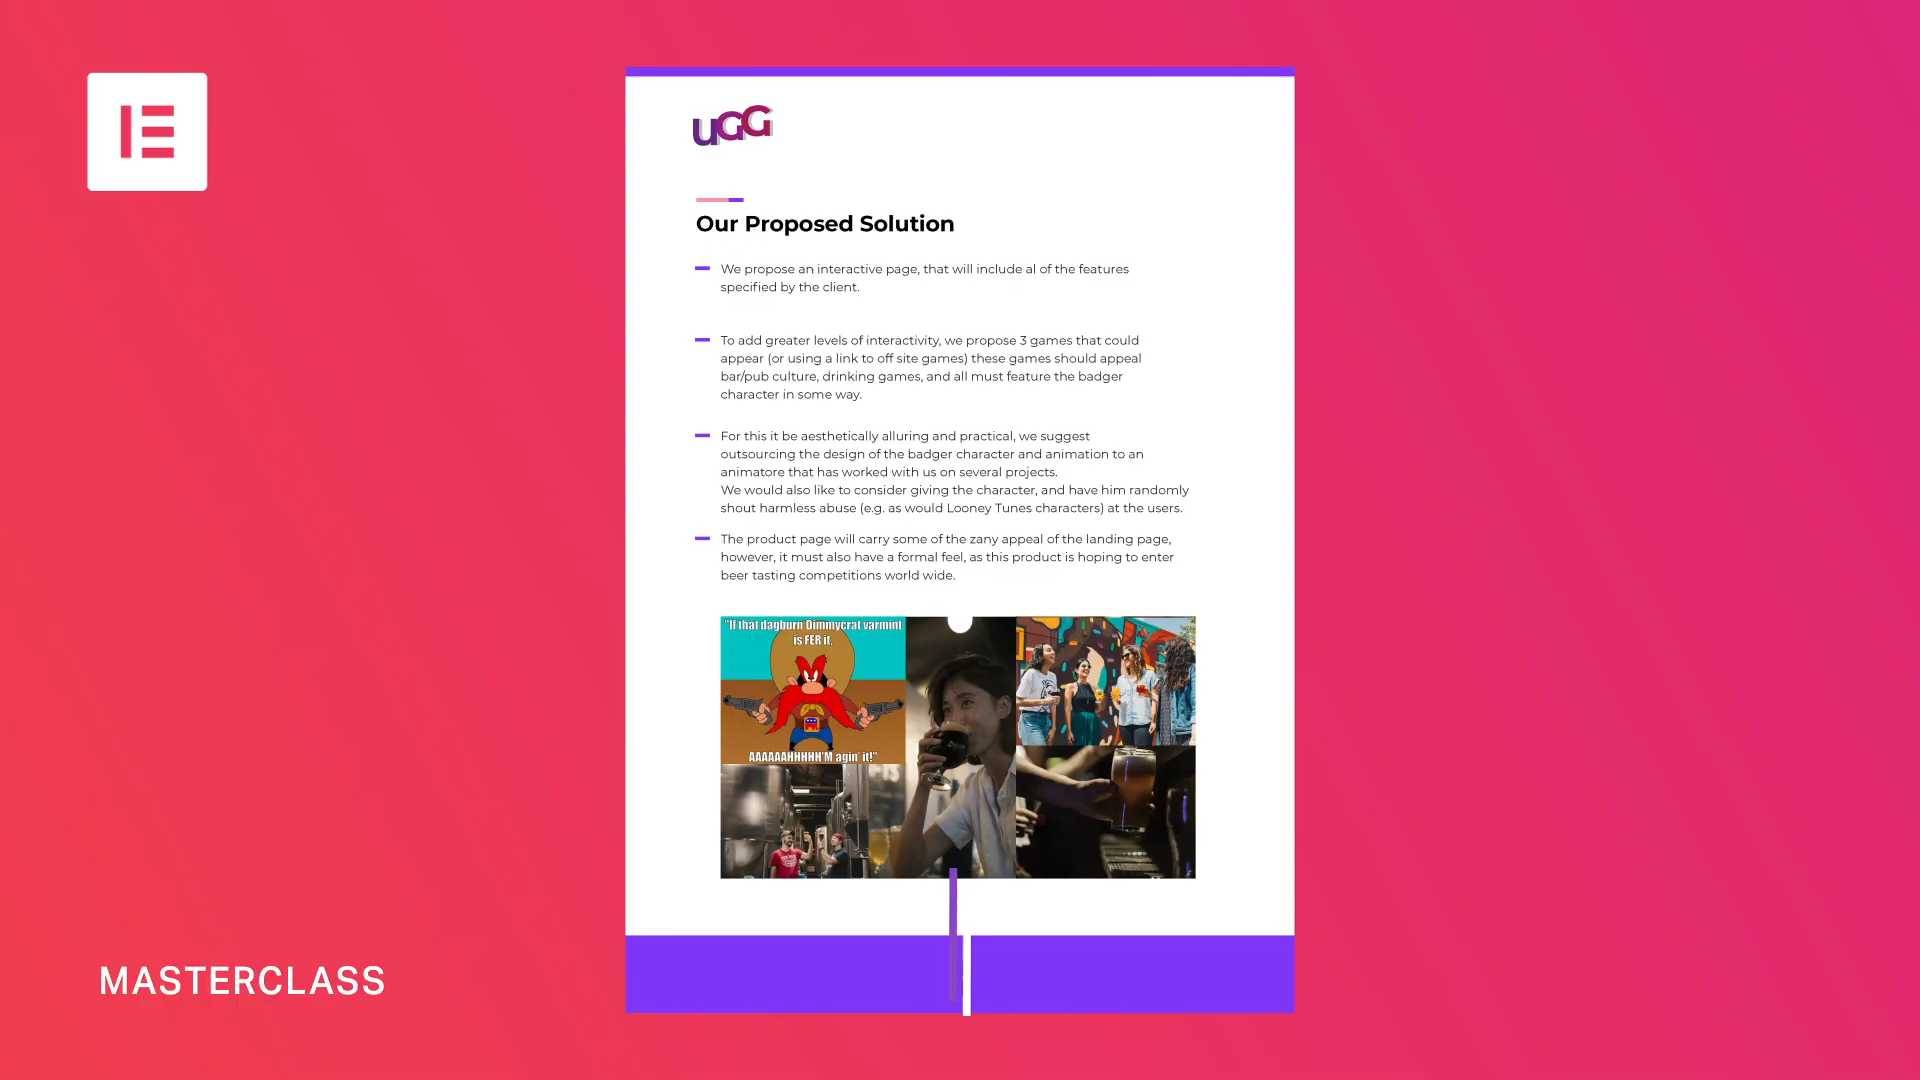 uGG
Our Proposed Solution
We propose an interactive page, that will include al of the features
specified by the client.
To add greater levels of interactivity, we propose 3 games that could
appear (or using a link to off site games) these games should appeal
bar/pub culture, drinking games, and all must feature the badger
character in some way.
For this it be aesthetically alluring and practical, we suggest
outsourcing the design of the badger character and animation to an
animatore that has worked with us on several projects.
We would also like to consider giving the character, and have him randomly
shout harmless abuse (e.g. as would Looney Tunes characters) at the users.
The product page will carry some of the zany appeal of the landing page,
however, it must also have a formal feel, as this product is hoping to enter
beer tasting competitions world wide.
"If that dagburn Dimmycrat varmint
is FER it,
AAAAAAHHHHH'M agin' it!"
MASTERCLASS